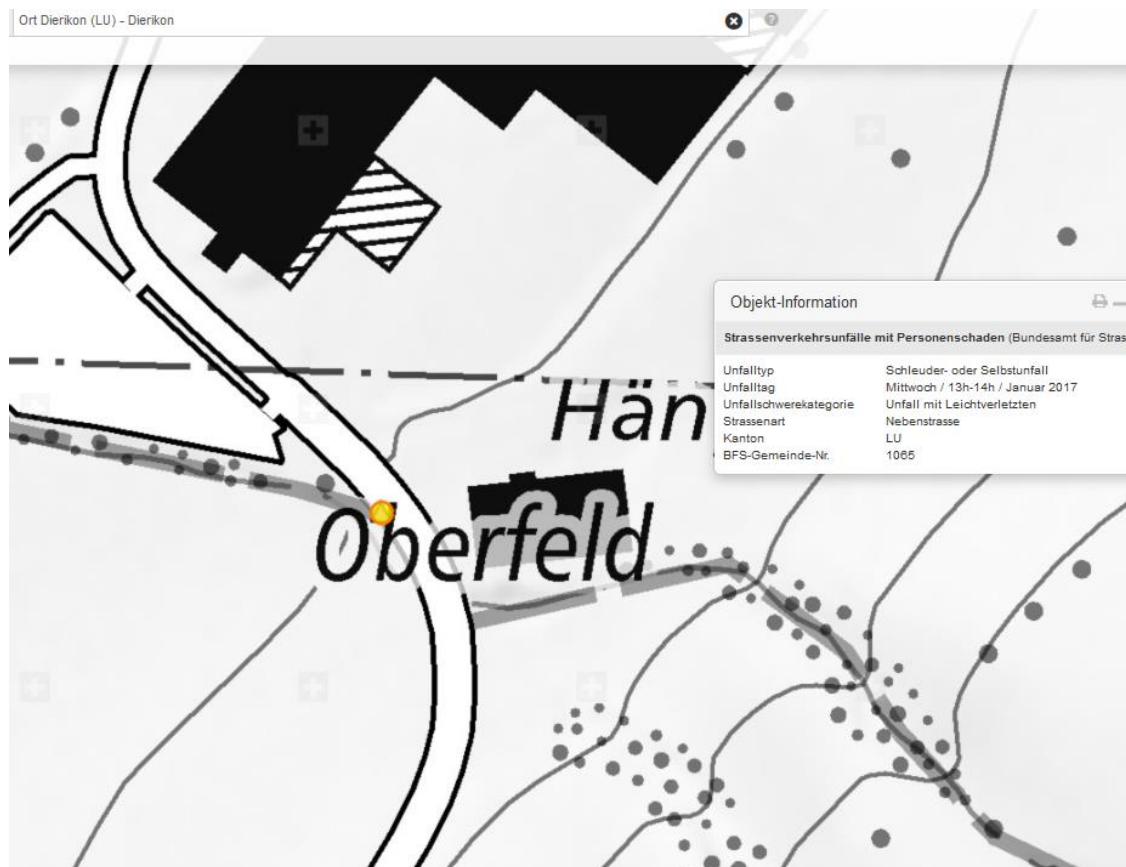 Ort Dierikon (LU) - Dierikon
Objekt-Information
Strassenverkehrsunfälle mit Personenschaden (Bundesamt für Stras
Unfalltyp Schleuder- oder Selbstunfall
Unfalltag Mittwoch / 13h-14h / Januar 2017
Unfallschwerekategorie Unfall mit Leichtverletzten
Strassenart Nebenstrasse
Kanton LU
BFS-Gemeinde-Nr. 1065
Hän
Oberfeld